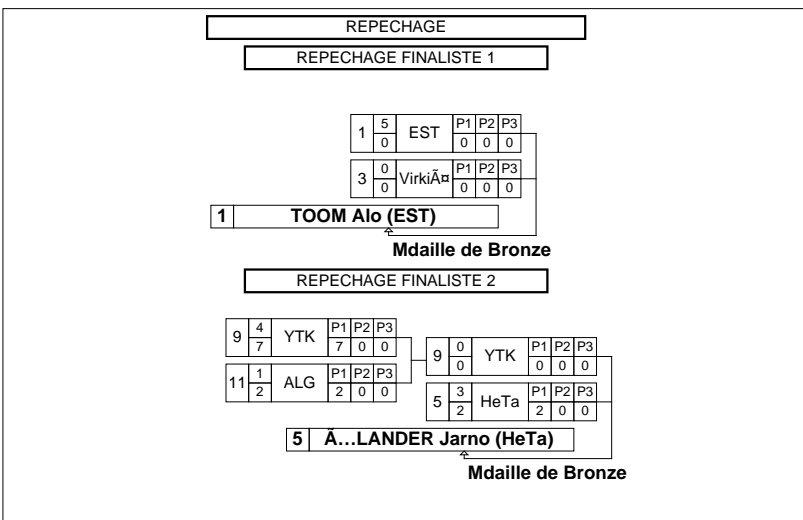 REPECHAGE
REPECHAGE FINALISTE 1
1 5 EST P1 P2 P3
0 0 0 0
3 0 VirkiÃ¤ P1 P2 P3
0 0 0 0
1 TOOM Alo (EST)
Mdaille de Bronze
REPECHAGE FINALISTE 2
9 4 YTK P1 P2 P3
7 7 0 0
11 1 ALG P1 P2 P3
2 2 0 0
9 0 YTK P1 P2 P3
0 0 0 0
5 3 HeTa P1 P2 P3
2 2 0 0
5 Ã…LANDER Jarno (HeTa)
Mdaille de Bronze